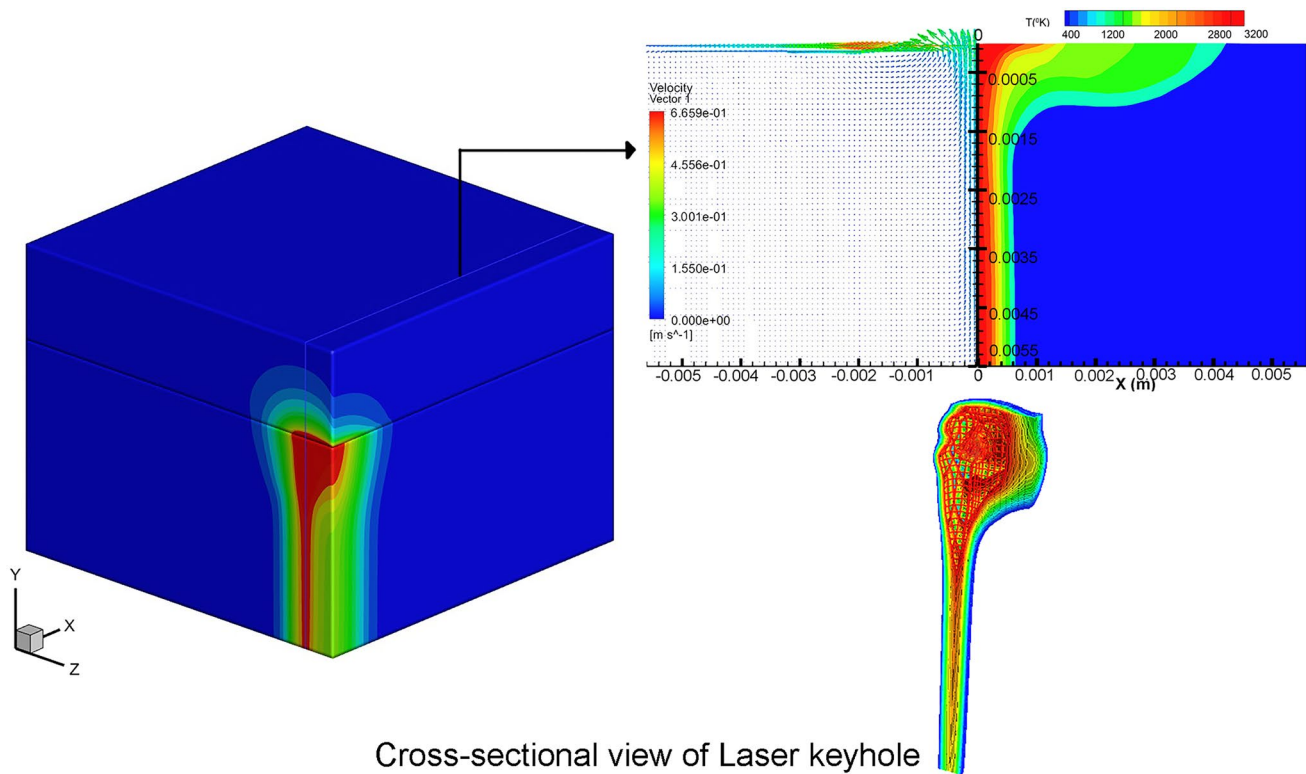 T(⁰K)
400 1200 2000 2800 3200
0
Velocity
Vector 1
6.659e-01
4.556e-01
3.001e-01
1.550e-01
0.000e+00
[m s^-1]
0.0005
0.0015
0.0025
0.0035
0.0045
0.0055
-0.005 -0.004 -0.003 -0.002 -0.001 0 0.001 0.002 0.003 0.004 0.005
X (m)
Y
X
Z
Cross-sectional view of Laser keyhole